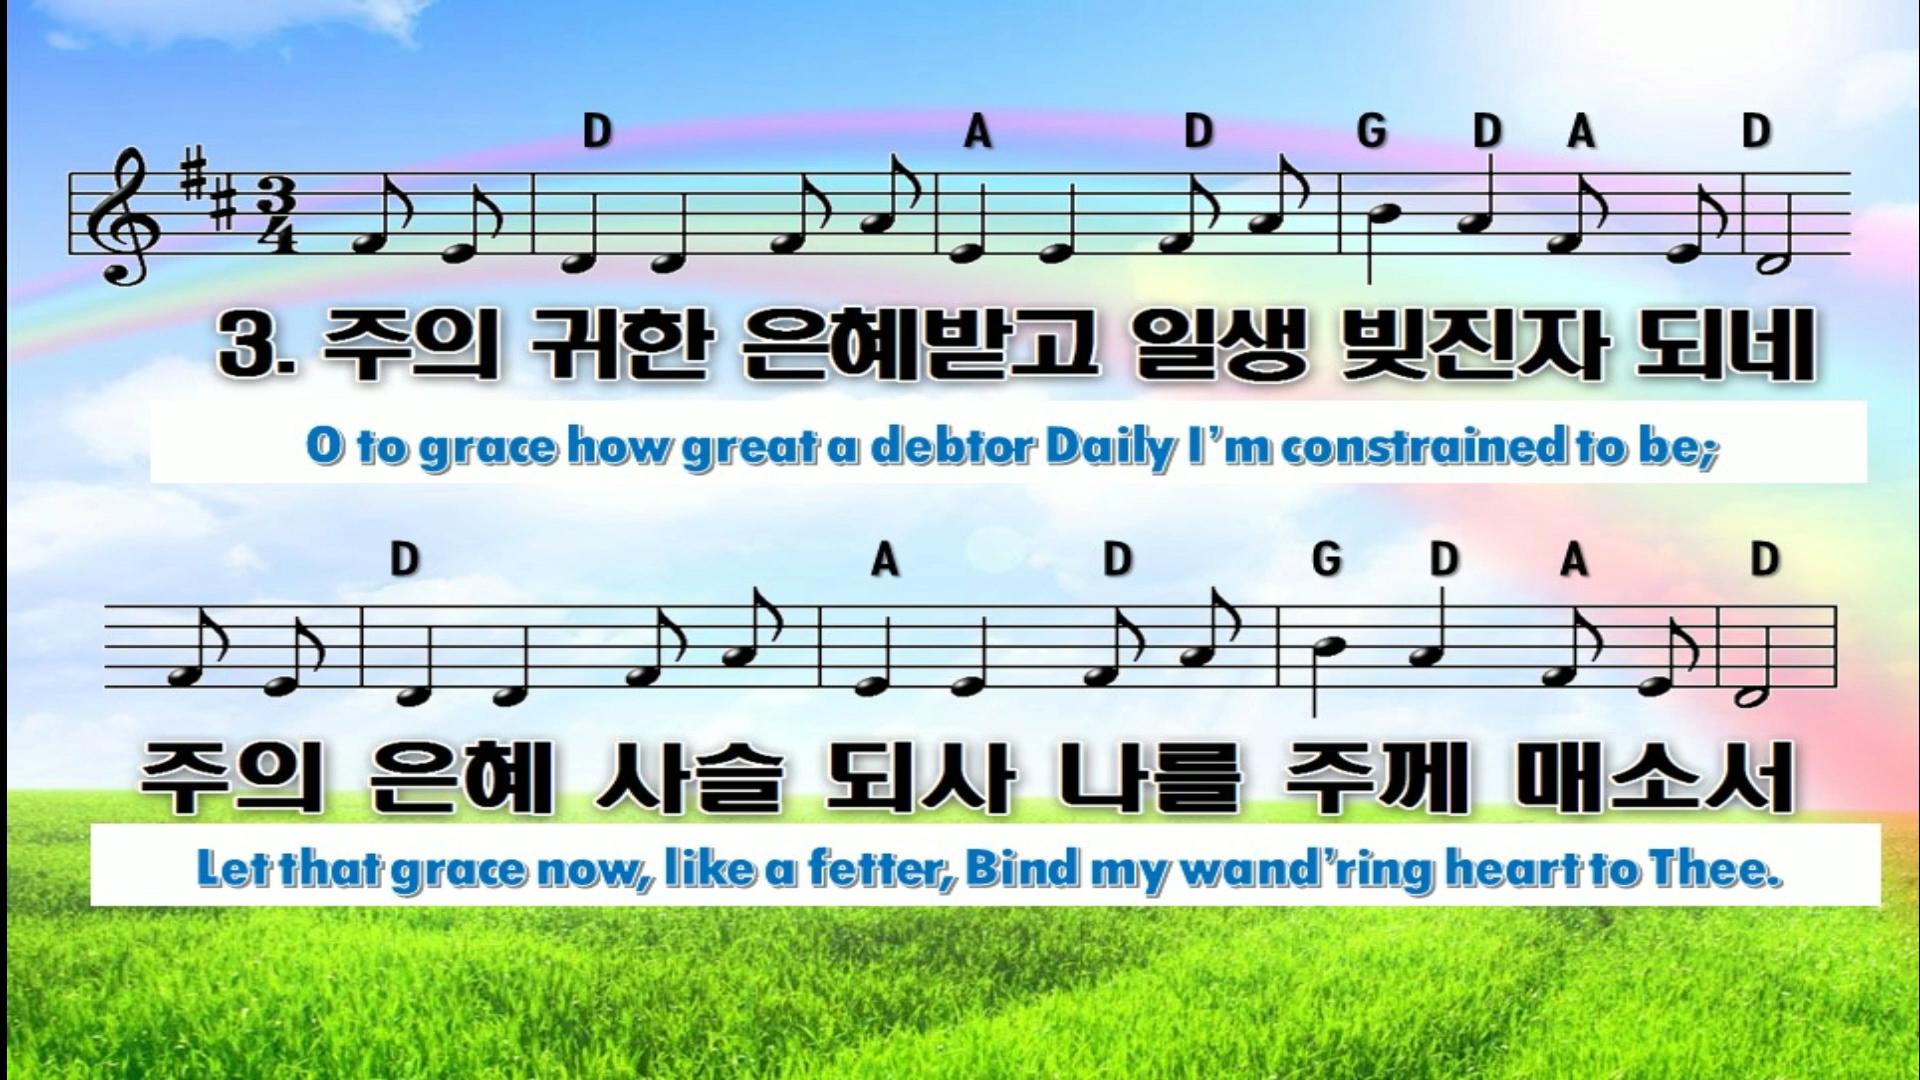 D A D G D A D
3
4
3. 주의 귀한 은혜받고 일생 빚진자 되네
O to grace how great a debtor Daily I'm constrained to be;
D A D G D A D
주의 은혜 사슬 되사 나를 주께 매소서
Let that grace now, like a fetter, Bind my wand'ring heart to Thee.